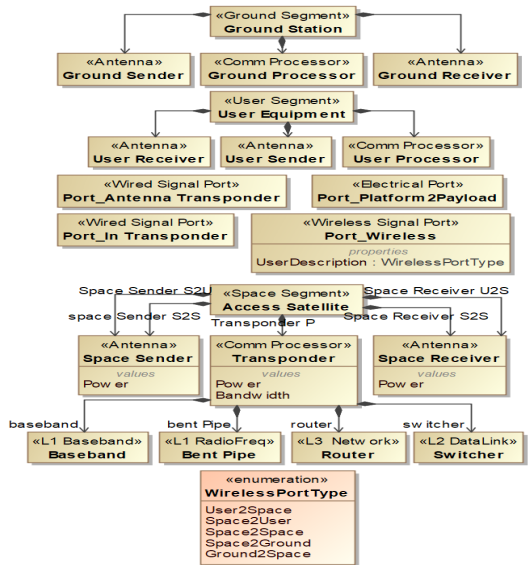 «Ground Segment»
Ground Station
«Antenna»
Ground Sender
«Comm Processor»
Ground Processor
«Antenna»
Ground Receiver
«User Segment»
User Equipment
«Antenna»
User Receiver
«Antenna»
User Sender
«Comm Processor»
User Processor
«Wired Signal Port»
Port_Antenna Transponder
«Electrical Port»
Port_Platform2Payload
«Wired Signal Port»
Port_In Transponder
«Wireless Signal Port»
Port_Wireless
properties
UserDescription : WirelessPortType
Space Sender S2U
«Space Segment»
Access Satellite
Space Receiver U2S
space Sender S2S
Transponder P
Space Receiver S2S
«Antenna»
Space Sender
values
Power
«Comm Processor»
Transponder
values
Power
Bandwidth
«Antenna»
Space Receiver
values
Power
baseband
bent Pipe
router
switcher
«L1 Baseband»
Baseband
«L1 RadioFreq»
Bent Pipe
«L3 Network»
Router
«L2 DataLink»
Switcher
«enumeration»
WirelessPortType
User2Space
Space2User
Space2Space
Space2Ground
Ground2Space